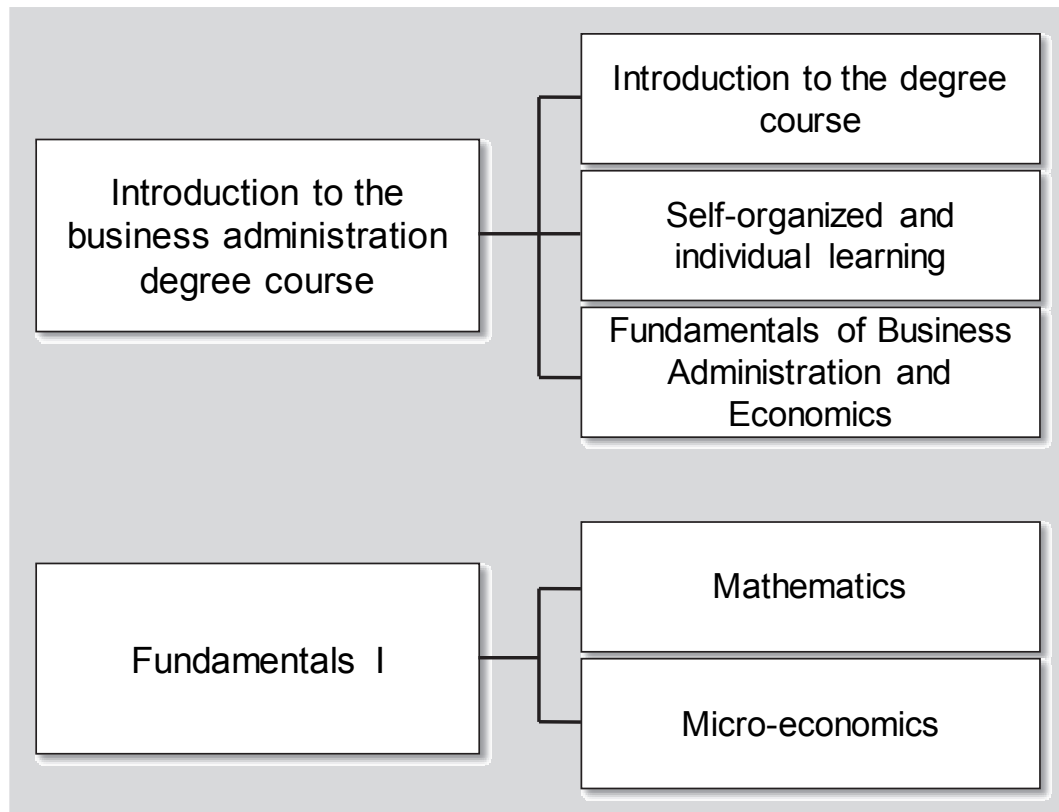 Introduction to the
business administration
degree course
Introduction to the degree
course
Self-organized and
individual learning
Fundamentals of Business
Administration and
Economics
Fundamentals I
Mathematics
Micro-economics